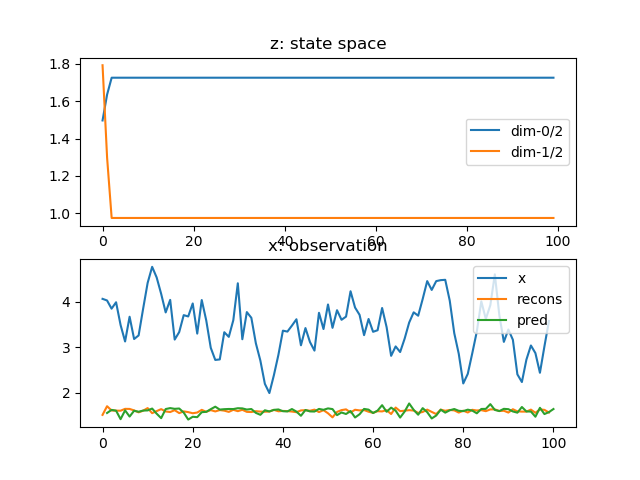 z: state space
1.8
1.6
1.4
1.2
1.0
dim-0/2
dim-1/2
0 20 40 60 80 100
x: observation
4
3
2
x
recons
pred
0 20 40 60 80 100